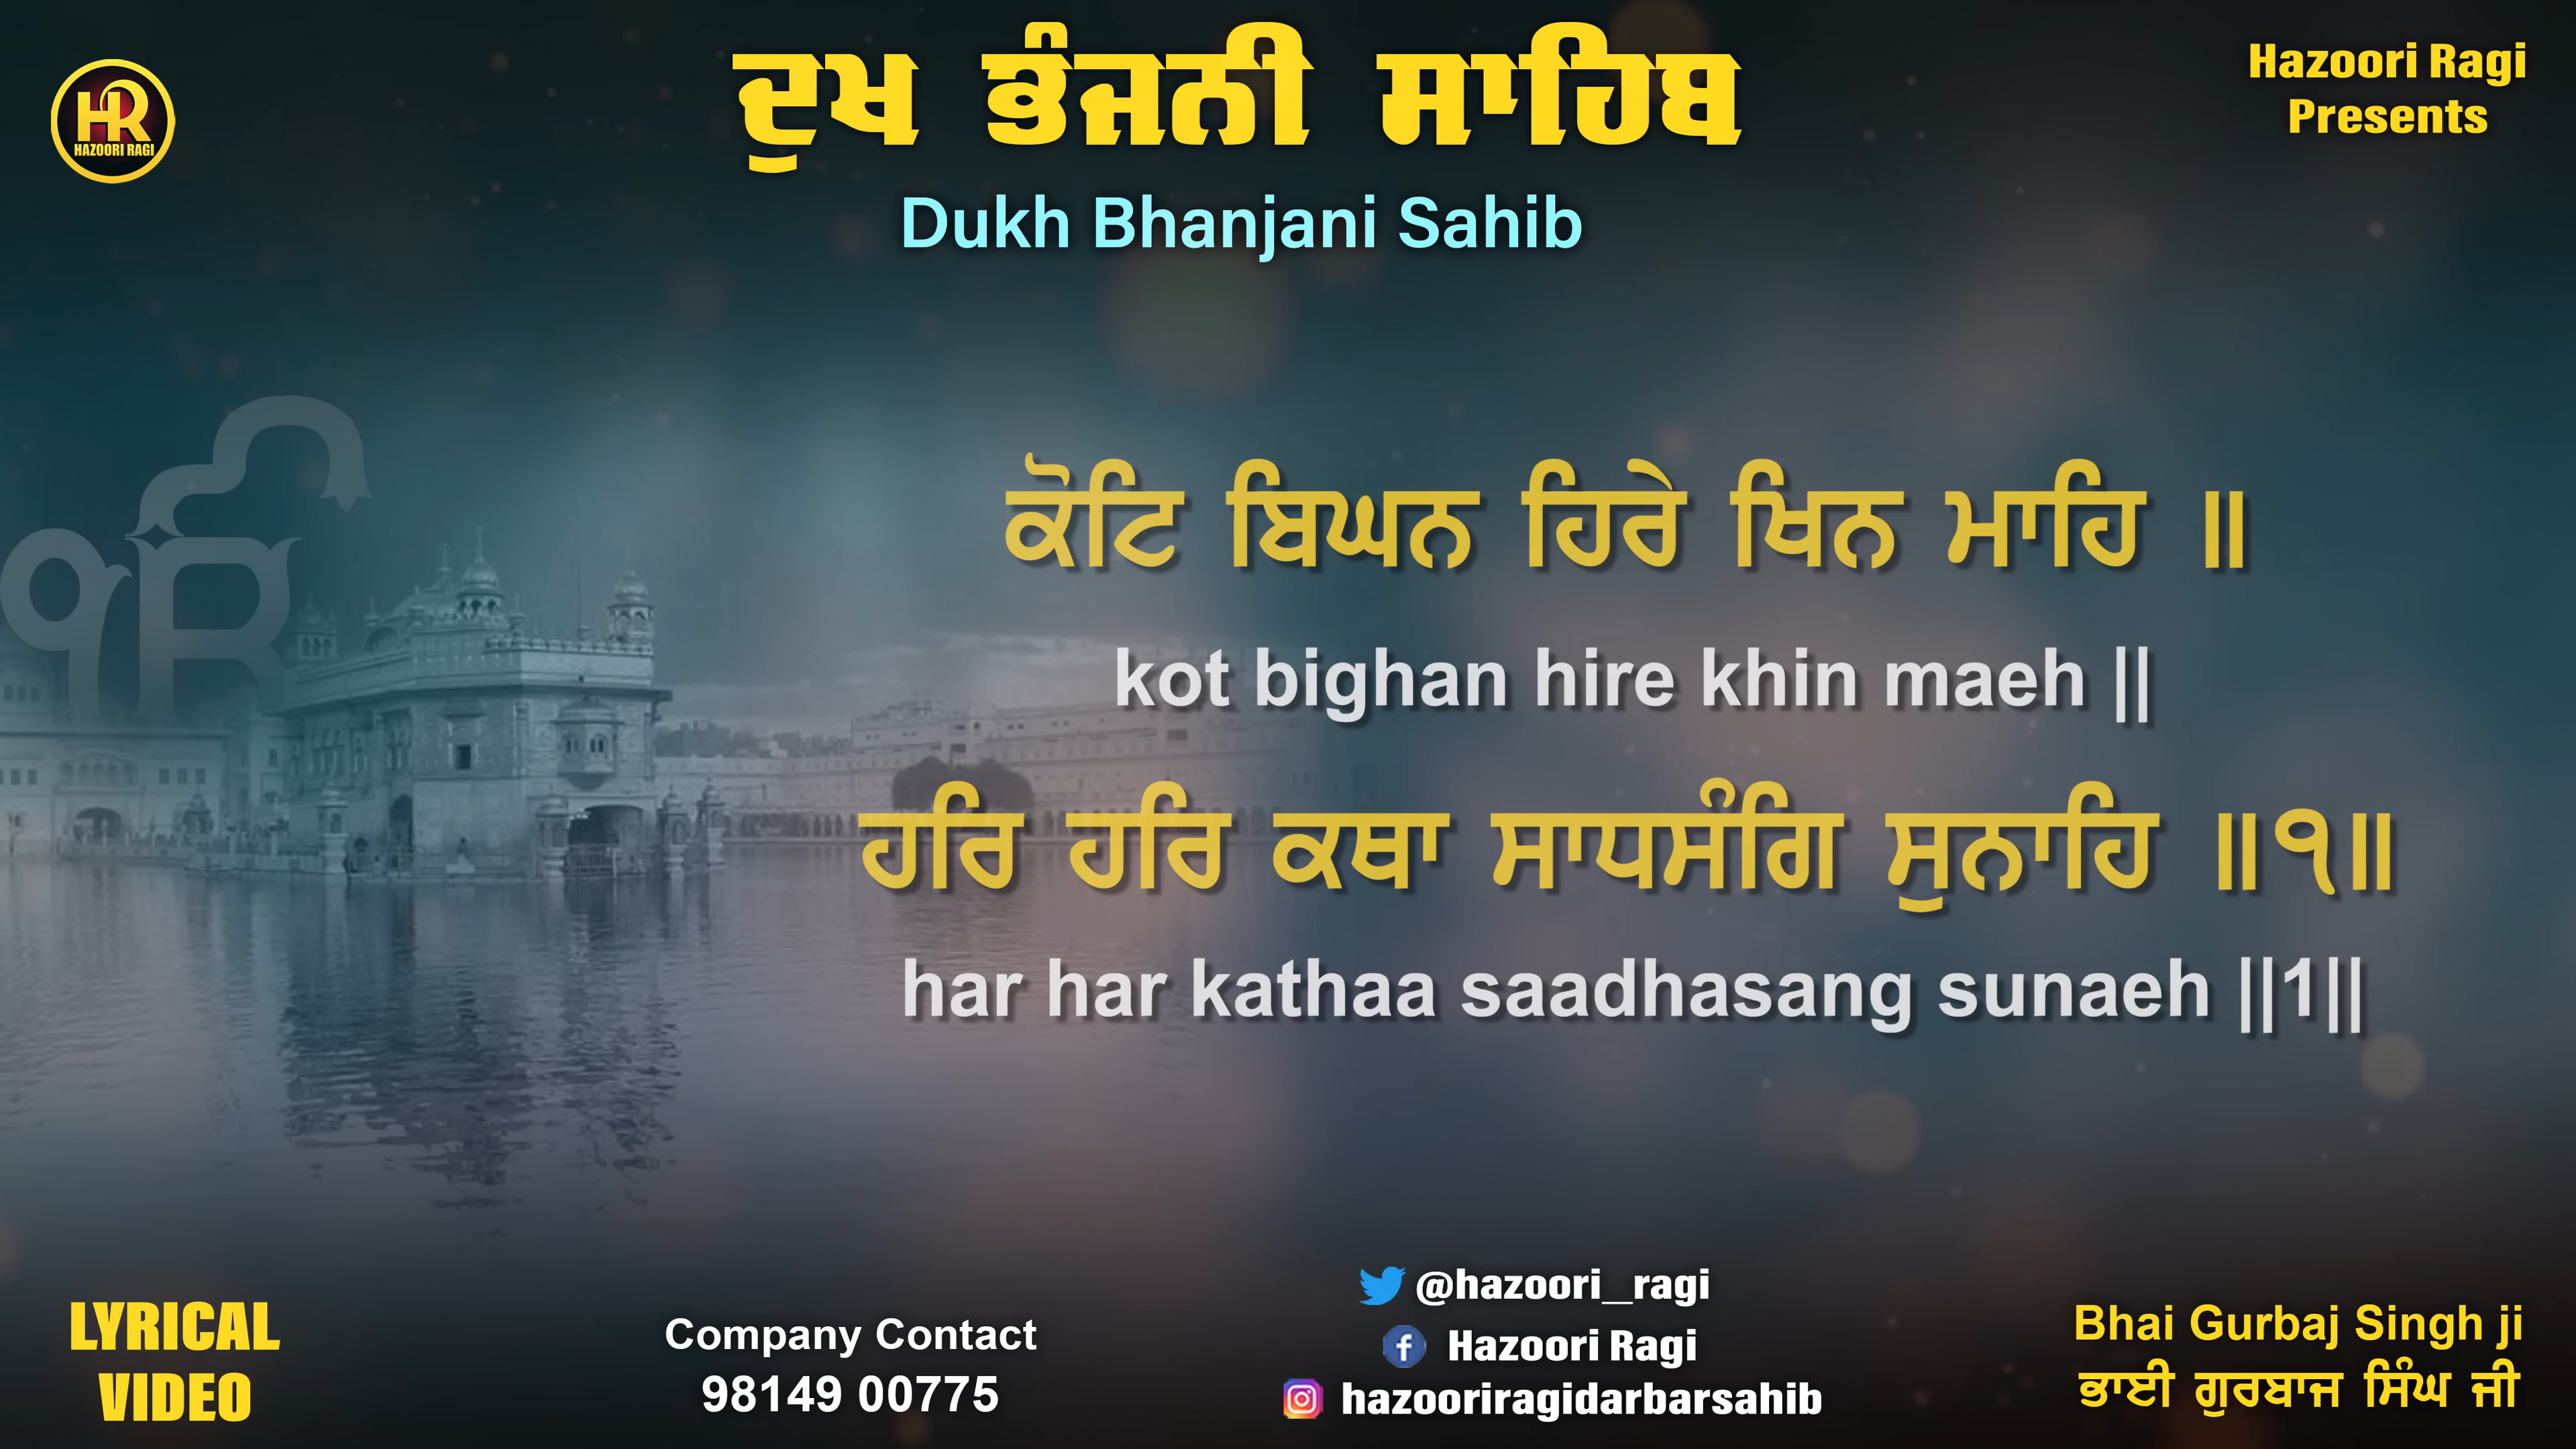 ਦੁਖ ਭੰਜਨੀ ਸਾਹਿਬ
Dukh Bhanjani Sahib
HR
HAZOORI RAGI
Hazoori Ragi
Presents
ੴ
ਕੋਟਿ ਬਿਘਨ ਹਿਰੇ ਖਿਨ ਮਾਹਿ ॥
kot bighan hire khin maeh ||
ਹਰਿ ਹਰਿ ਕਥਾ ਸਾਧਸੰਗਿ ਸੁਨਾਹਿ ॥੧॥
har har kathaa saadhasang sunaeh ||1||
LYRICAL
VIDEO
Company Contact
98149 00775
@hazoori_ragi
Hazoori Ragi
hazooriragidarbarsahib
Bhai Gurbaj Singh ji
ਭਾਈ ਗੁਰਬਾਜ ਸਿੰਘ ਜੀ